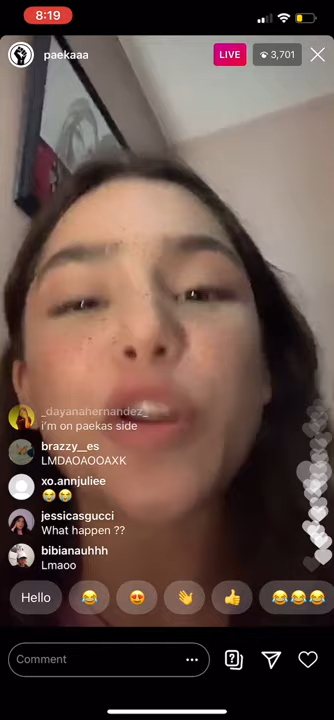 8:19
paekaaa
LIVE
3,701
_dayanahernandez_
i'm on paekas side
brazzy__es
LMDAOAOOAXK
xo.annjuliee
😭😭
jessicasgucci
What happen ??
bibianauhhh
Lmaoo
Hello
😂 😍 👋 👍 😂😂😂
Comment